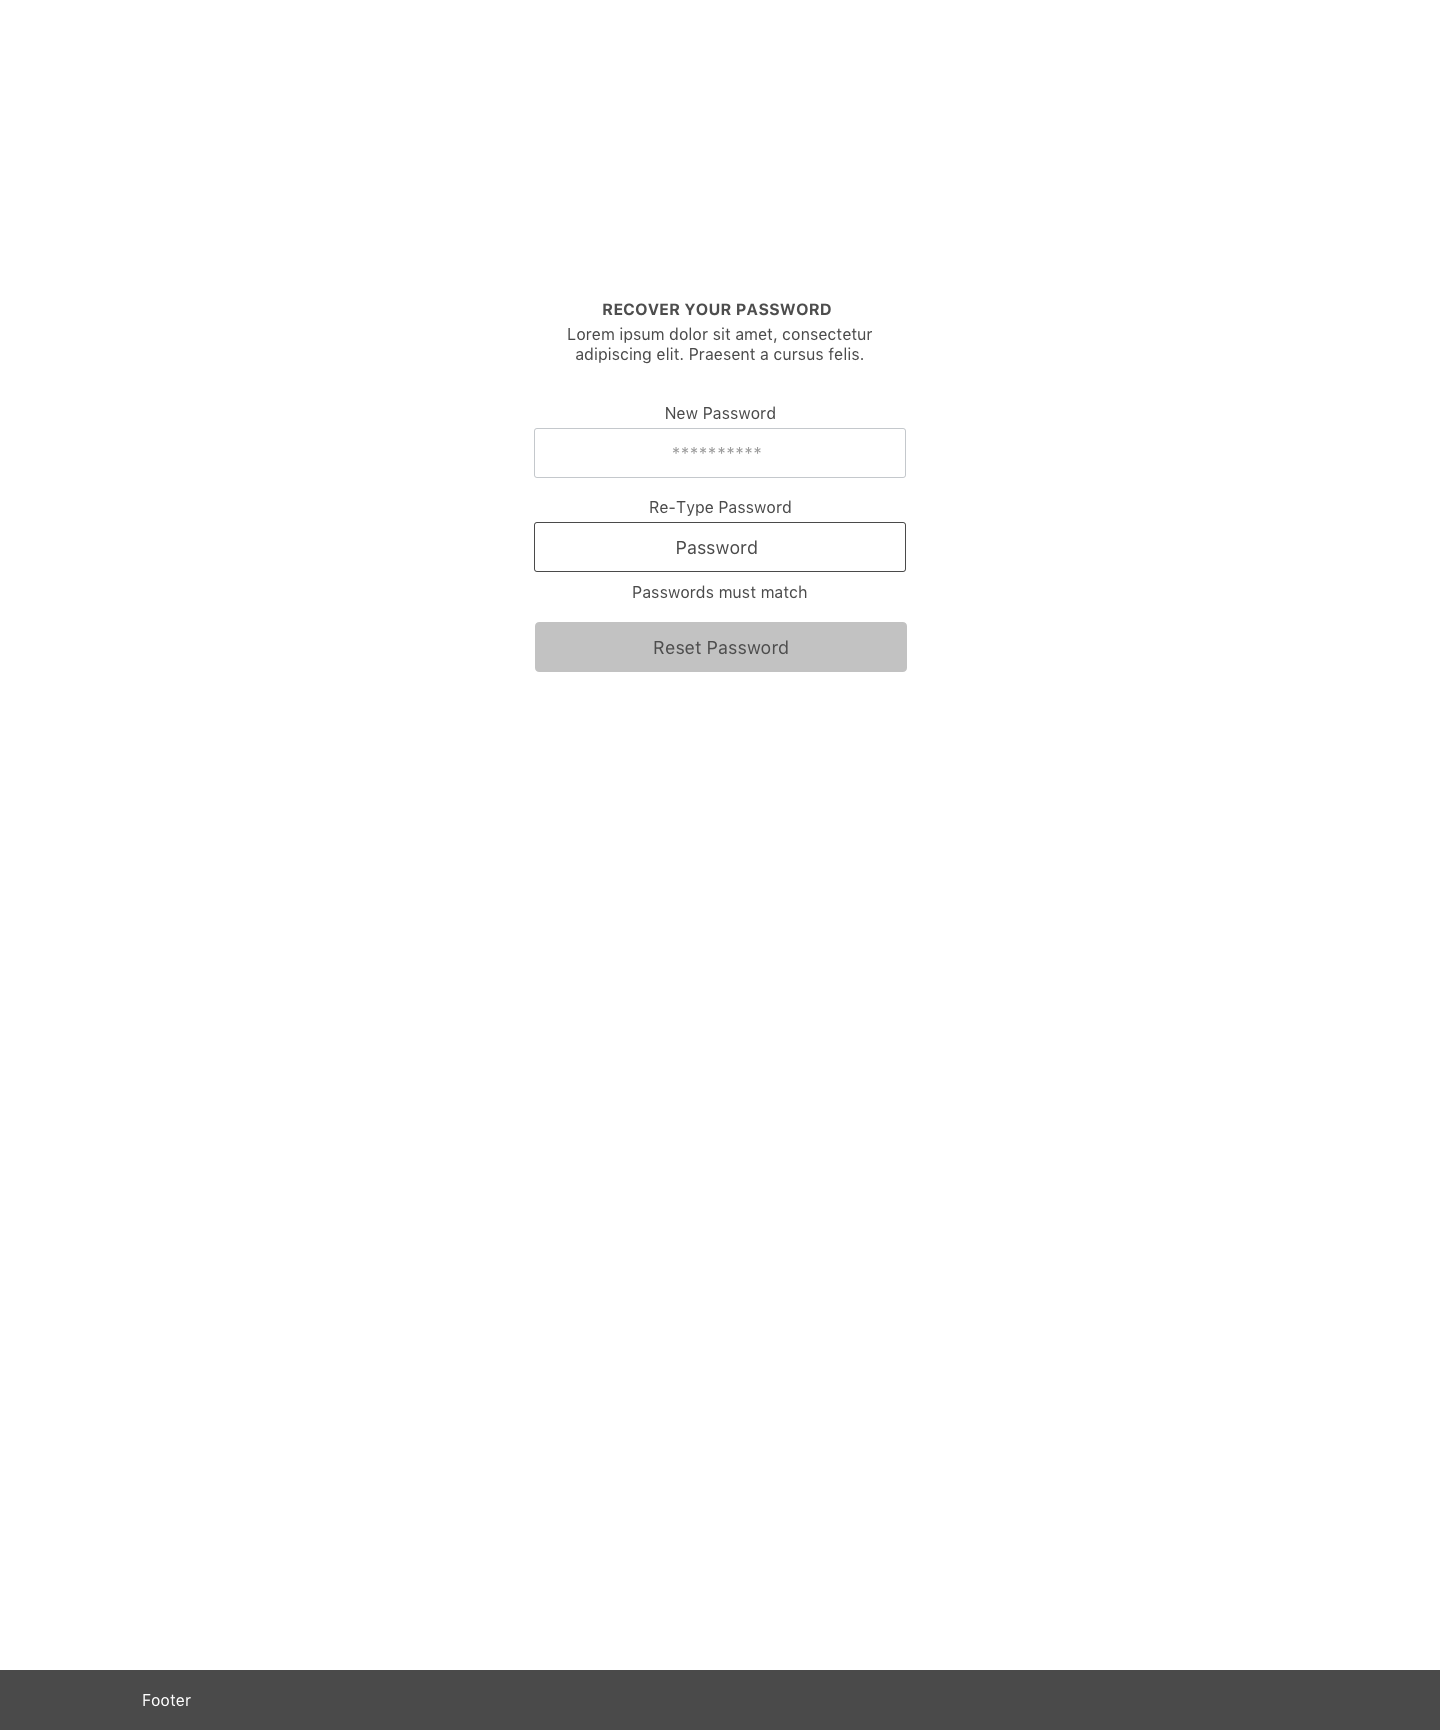 RECOVER YOUR PASSWORD
Lorem ipsum dolor sit amet, consectetur
adipiscing elit. Praesent a cursus felis.
New Password
**********
Re-Type Password
Password
Passwords must match
Reset Password
Footer